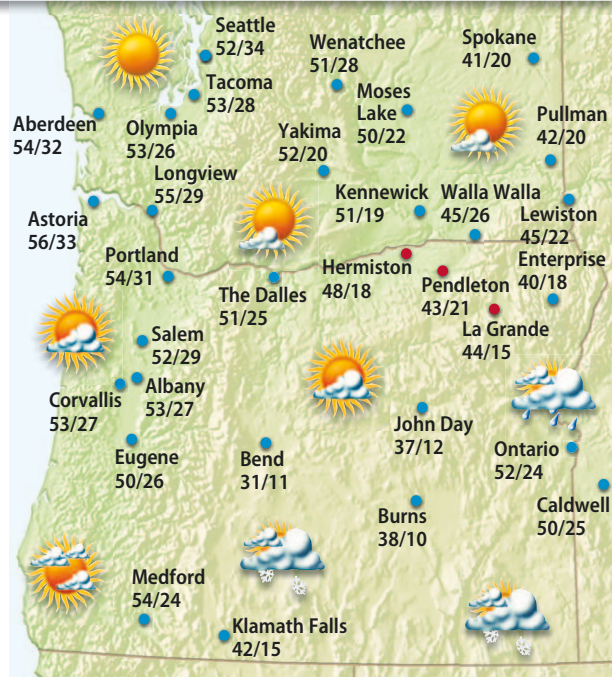 Seattle
52/34
Wenatchee
51/28
Spokane
41/20
Tacoma
53/28
Moses
Lake
50/22
Aberdeen
54/32
Olympia
53/26
Yakima
52/20
Pullman
42/20
Longview
55/29
Kennewick
51/19
Walla Walla
45/26
Lewiston
45/22
Astoria
56/33
Portland
54/31
The Dalles
51/25
Hermiston
48/18
Pendleton
43/21
Enterprise
40/18
La Grande
44/15
Salem
52/29
Albany
53/27
Corvallis
53/27
John Day
37/12
Eugene
50/26
Bend
31/11
Ontario
52/24
Burns
38/10
Caldwell
50/25
Medford
54/24
Klamath Falls
42/15